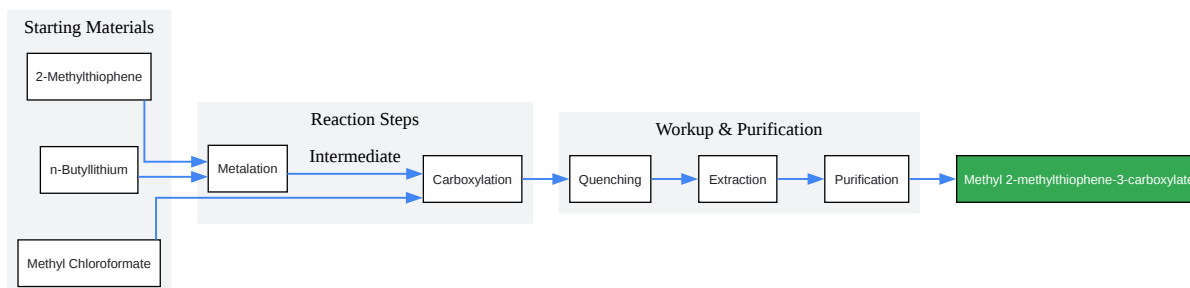 Starting Materials
2-Methylthiophene
n-Butyllithium
Methyl Chloroformate
Reaction Steps
Metalation
Intermediate
Carboxylation
Workup & Purification
Quenching
Extraction
Purification
Methyl 2-methylthiophene-3-carboxylate